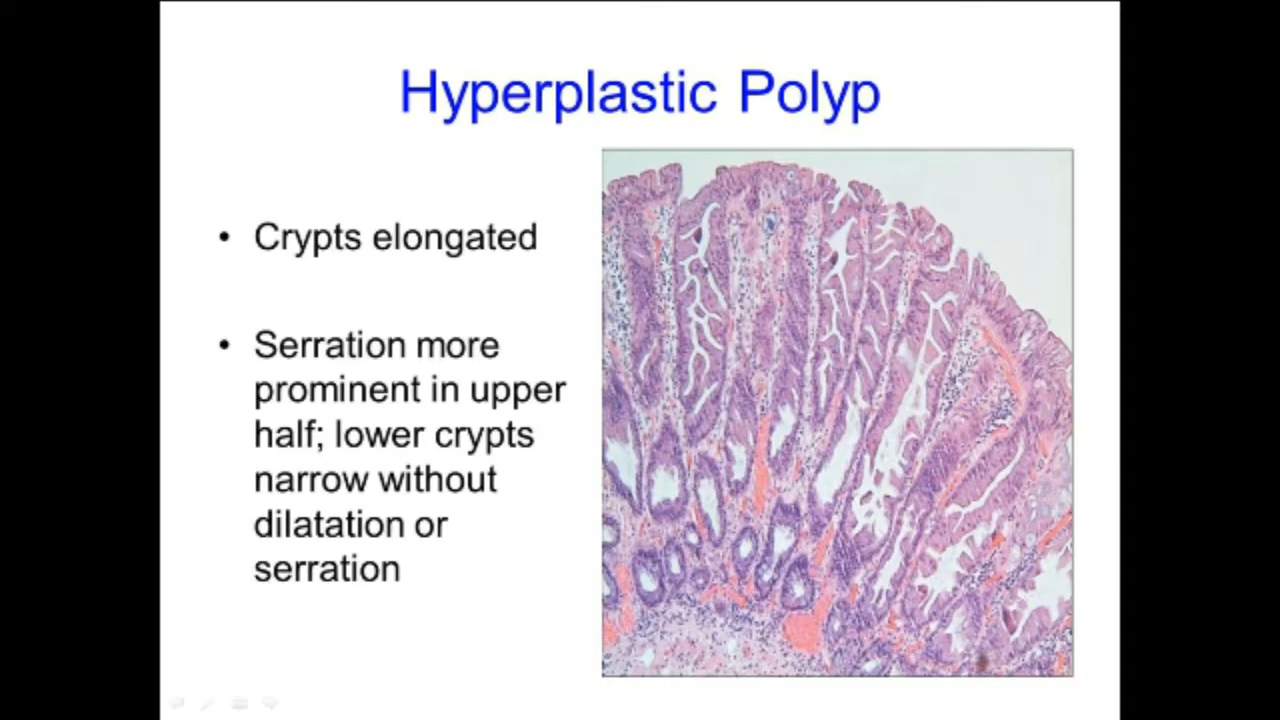 Hyperplastic Polyp
• Crypts elongated
• Serration more
prominent in upper
half; lower crypts
narrow without
dilatation or
serration